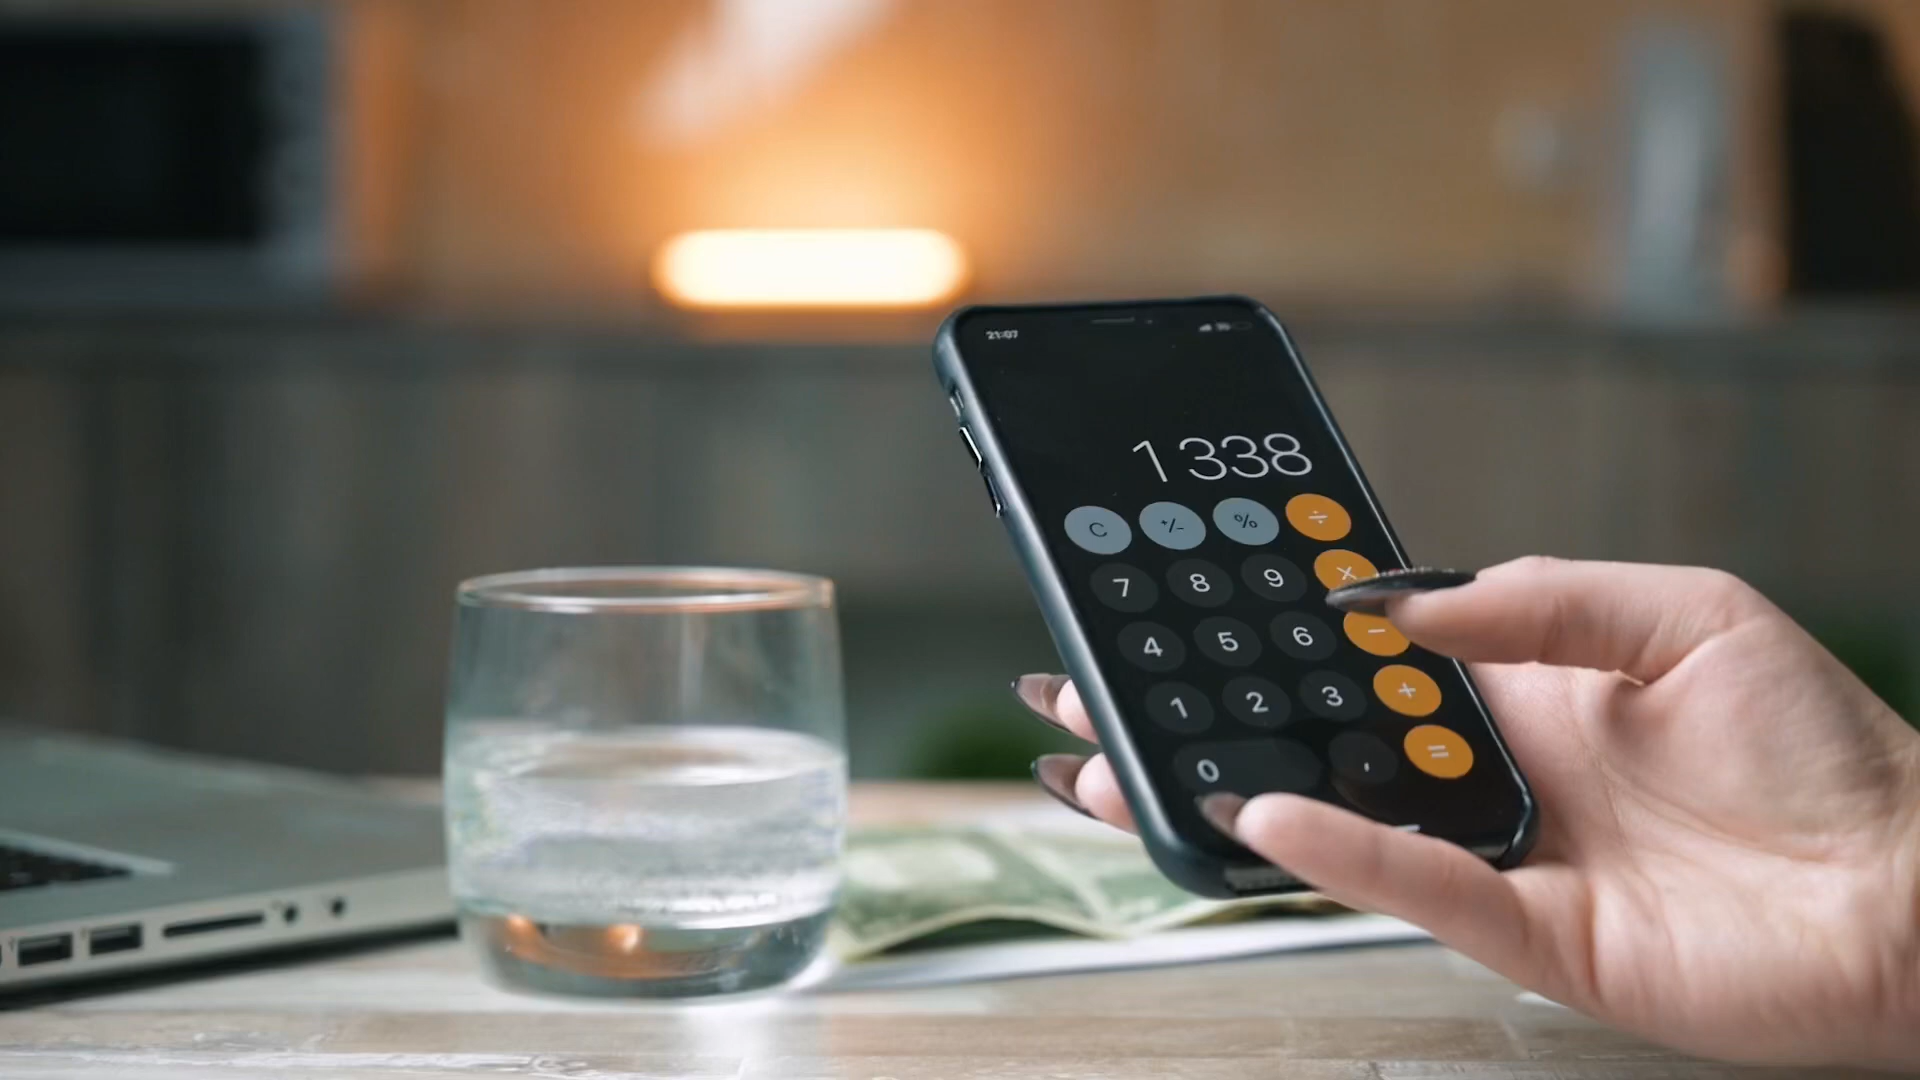 21:07
1 338
C +/- % ÷
7 8 9 ×
4 5 6 −
1 2 3 +
0 , =